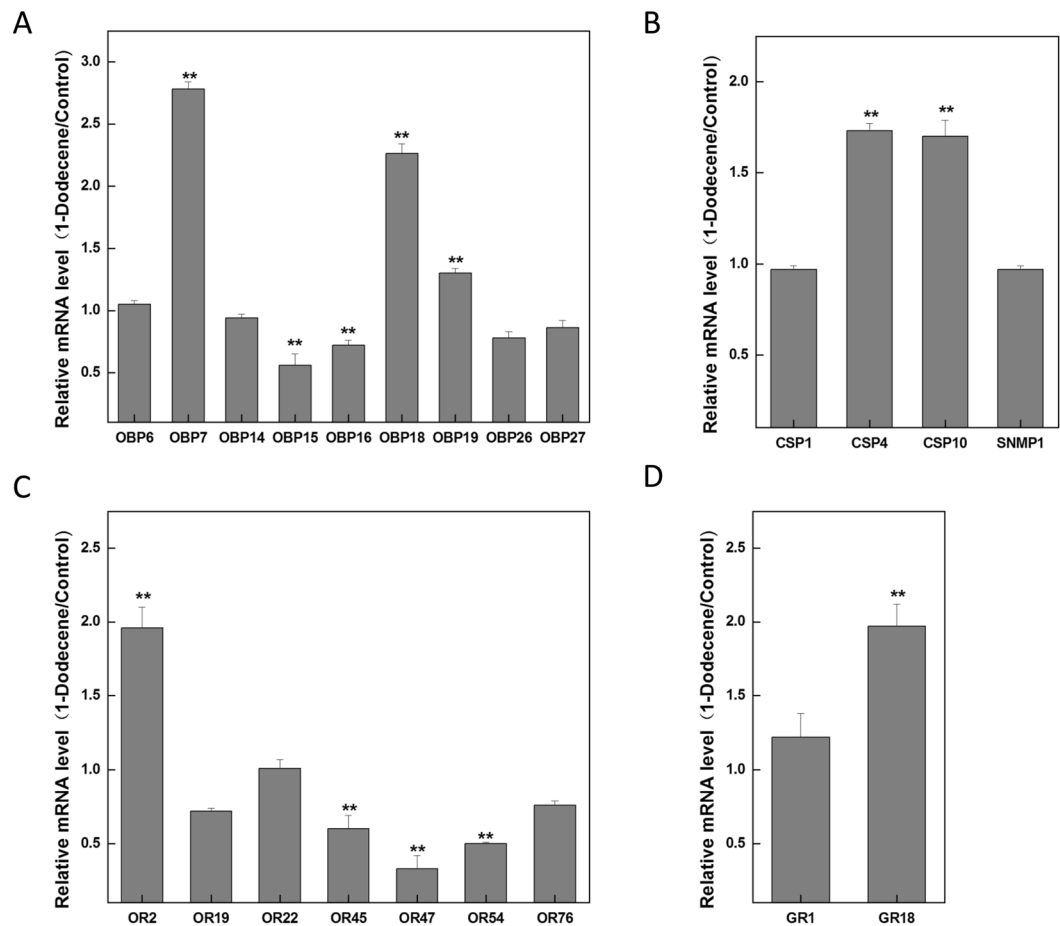 A
Relative mRNA level（1-Dodecene/Control)
3.0
2.5
2.0
1.5
1.0
0.5
**
**
**
**
**
OBP6 OBP7 OBP14 OBP15 OBP16 OBP18 OBP19 OBP26 OBP27
B
Relative mRNA level（1-Dodecene/Control)
2.0
1.5
1.0
0.5
**
**
CSP1 CSP4 CSP10 SNMP1
C
Relative mRNA level（1-Dodecene/Control)
2.5
2.0
1.5
1.0
0.5
**
**
**
**
OR2 OR19 OR22 OR45 OR47 OR54 OR76
D
Relative mRNA level（1-Dodecene/Control)
2.5
2.0
1.5
1.0
0.5
**
GR1 GR18